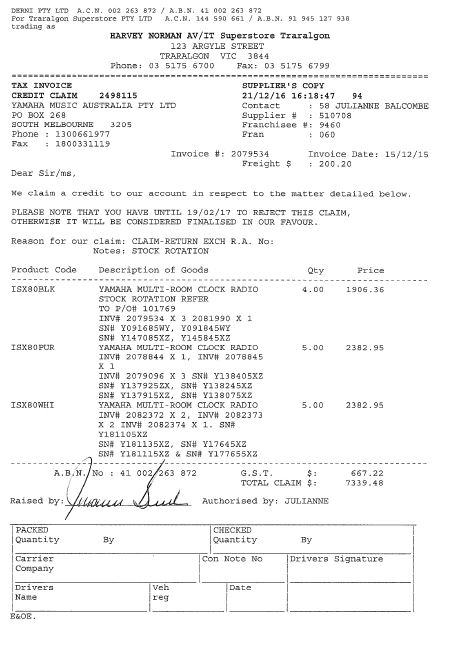 DERNI PTY LTD A.C.N. 002 263 872 / A.B.N. 41 002 263 872
For Traralgon Superstore PTY LTD A.C.N. 144 590 661 / A.B.N. 91 945 127 938
trading as
HARVEY NORMAN AV/IT Superstore Traralgon
123 ARGYLE STREET
TRARALGON VIC 3844
Phone: 03 5175 6700 Fax: 03 5175 6799
TAX INVOICE SUPPLIER'S COPY
CREDIT CLAIM 2498115 21/12/16 16:18:47 94
YAMAHA MUSIC AUSTRALIA PTY LTD Contact : 58 JULIANNE BALCOMBE
PO BOX 268 Supplier # : 510708
SOUTH MELBOURNE 3205 Franchisee #: 9460
Phone : 1300661977 Fran : 060
Fax : 1800331119
Invoice #: 2079534 Invoice Date: 15/12/15
Freight $ : 200.20
Dear Sir/ms,
We claim a credit to our account in respect to the matter detailed below.
PLEASE NOTE THAT YOU HAVE UNTIL 19/02/17 TO REJECT THIS CLAIM,
OTHERWISE IT WILL BE CONSIDERED FINALISED IN OUR FAVOUR.
Reason for our claim: CLAIM-RETURN EXCH R.A. No:
Notes: STOCK ROTATION
Product Code Description of Goods Qty Price
ISX80BLK YAMAHA MULTI-ROOM CLOCK RADIO 4.00 1906.36
STOCK ROTATION REFER
TO P/O# 101769
INV# 2079534 X 3 2081990 X 1
SN# Y091685WY, Y091845WY
SN# Y147085XZ, Y145845XZ
ISX80PUR YAMAHA MULTI-ROOM CLOCK RADIO 5.00 2382.95
INV# 2078844 X 1, INV# 2078845
X 1
INV# 2079096 X 3 SN# Y138405XZ
SN# Y137925ZX, SN# Y138245XZ
SN# Y137915XZ, SN# Y138075XZ
ISX80WHI YAMAHA MULTI-ROOM CLOCK RADIO 5.00 2382.95
INV# 2082372 X 2, INV# 2082373
X 2 INV# 2082374 X 1. SN#
Y181105XZ
SN# Y181135XZ, SN# Y17645XZ
SN# Y181115XZ & SN# Y177655XZ
A.B.N. No : 41 002 263 872 G.S.T. $: 667.22
TOTAL CLAIM $: 7339.48
Raised by: Authorised by: JULIANNE
PACKED CHECKED
Quantity By Quantity By
Carrier Con Note No Drivers Signature
Company
Drivers Veh Date
Name reg
E&OE.